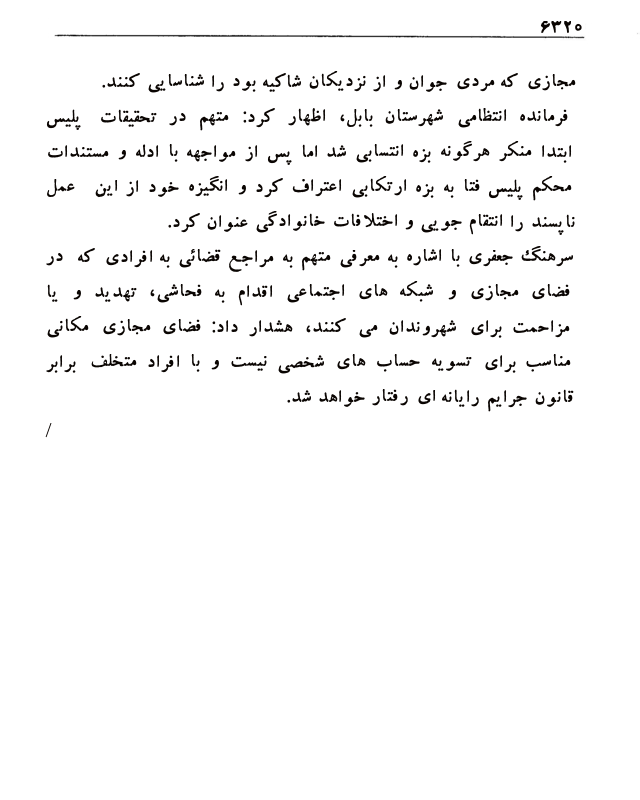 ۶۳۲۰
مجازی که مردی جوان و از نزدیکان شاکیه بود را شناسایی کنند.
فرمانده انتظامی شهرستان بابل، اظهار کرد: متهم در تحقیقات پلیس
ابتدا منکر هرگونه بزه انتسابی شد اما پس از مواجهه با ادله و مستندات
محکم پلیس فتا به بزه ارتکابی اعتراف کرد و انگیزه خود از این عمل
ناپسند را انتقام جویی و اختلافات خانوادگی عنوان کرد.
سرهنگ جعفری با اشاره به معرفی متهم به مراجع قضائی به افرادی که در
فضای مجازی و شبکه های اجتماعی اقدام به فحاشی، تهدید و یا
مزاحمت برای شهروندان می کنند، هشدار داد: فضای مجازی مکانی
مناسب برای تسویه حساب های شخصی نیست و با افراد متخلف برابر
قانون جرایم رایانه ای رفتار خواهد شد.
/